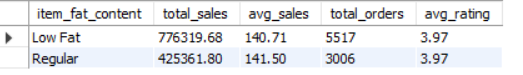 item_fat_content total_sales avg_sales total_orders avg_rating
Low Fat 776319.68 140.71 5517 3.97
Regular 425361.80 141.50 3006 3.97